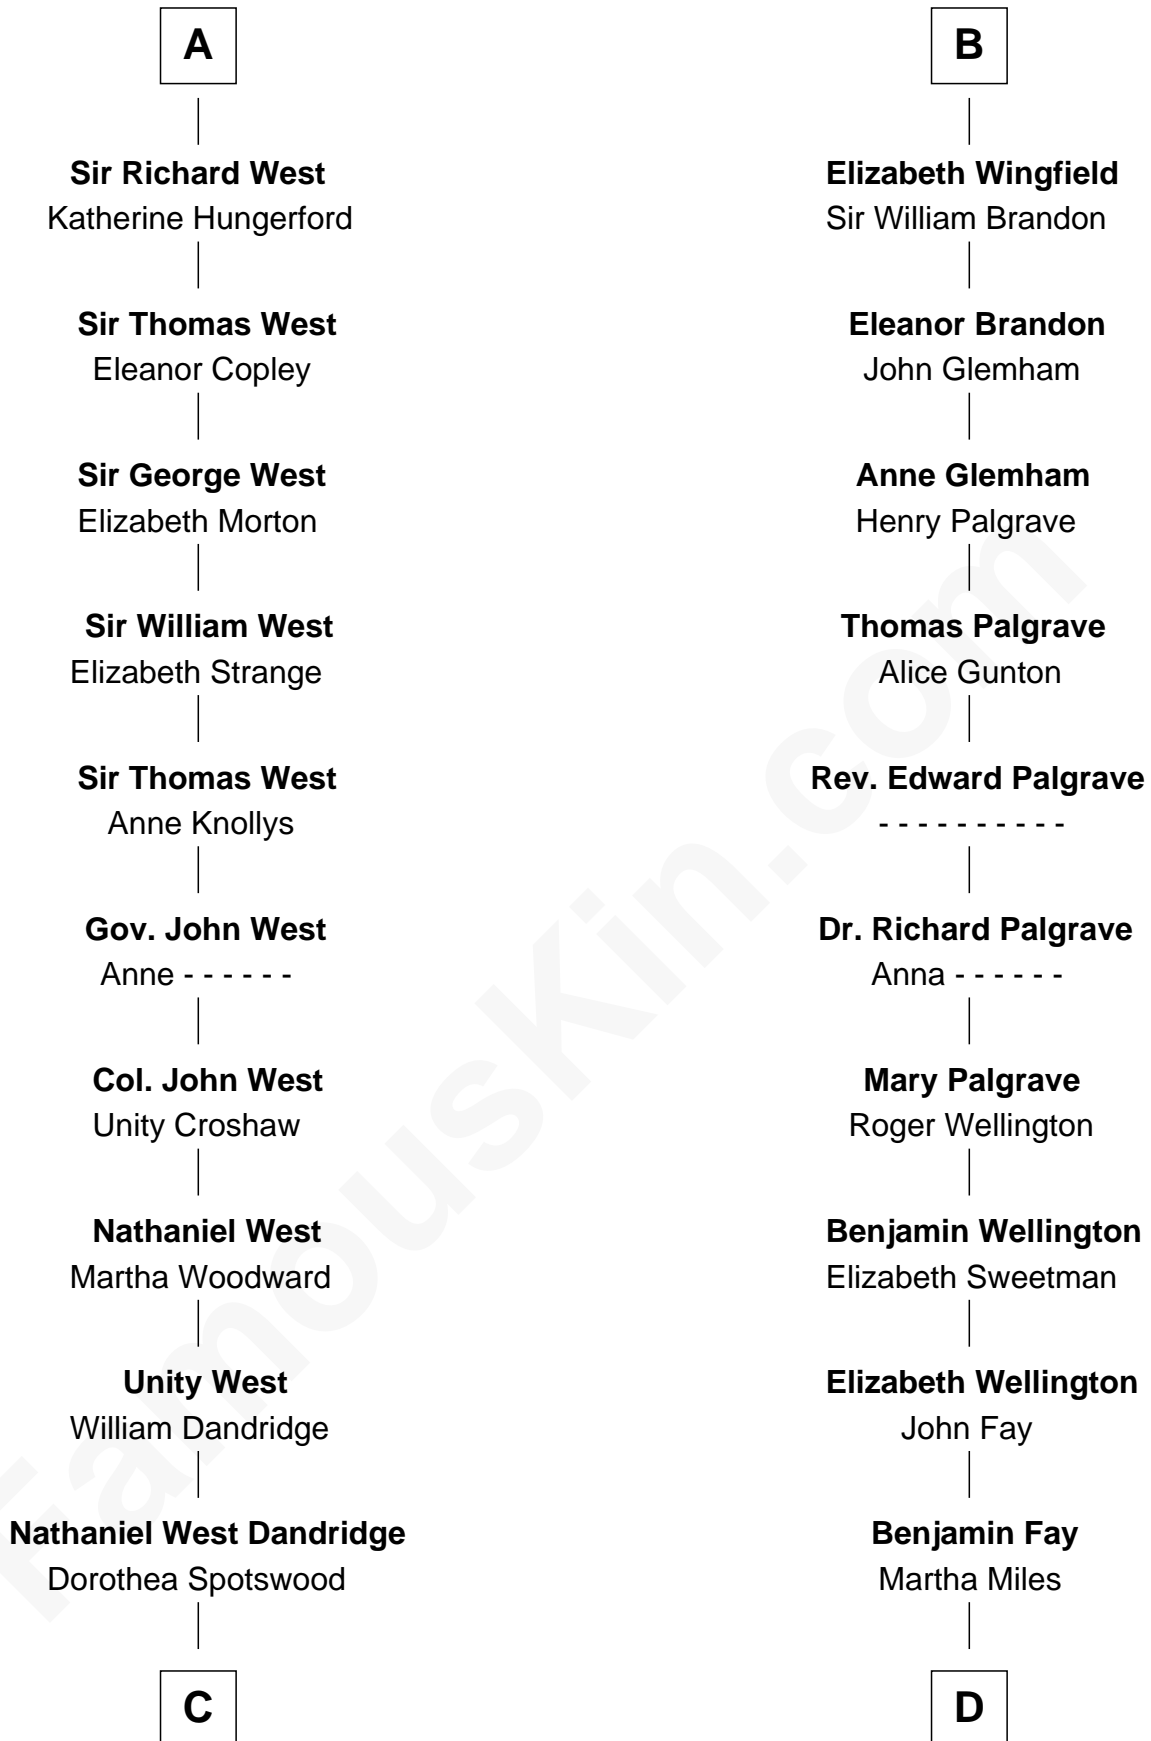 A
Sir Richard West
Katherine Hungerford
Sir Thomas West
Eleanor Copley
Sir George West
Elizabeth Morton
Sir William West
Elizabeth Strange
Sir Thomas West
Anne Knollys
Gov. John West
Anne - - - - - -
Col. John West
Unity Croshaw
Nathaniel West
Martha Woodward
Unity West
William Dandridge
Nathaniel West Dandridge
Dorothea Spotswood
C
B
Elizabeth Wingfield
Sir William Brandon
Eleanor Brandon
John Glemham
Anne Glemham
Henry Palgrave
Thomas Palgrave
Alice Gunton
Rev. Edward Palgrave
- - - - - - - - - -
Dr. Richard Palgrave
Anna - - - - - -
Mary Palgrave
Roger Wellington
Benjamin Wellington
Elizabeth Sweetman
Elizabeth Wellington
John Fay
Benjamin Fay
Martha Miles
D
FamousKin.com